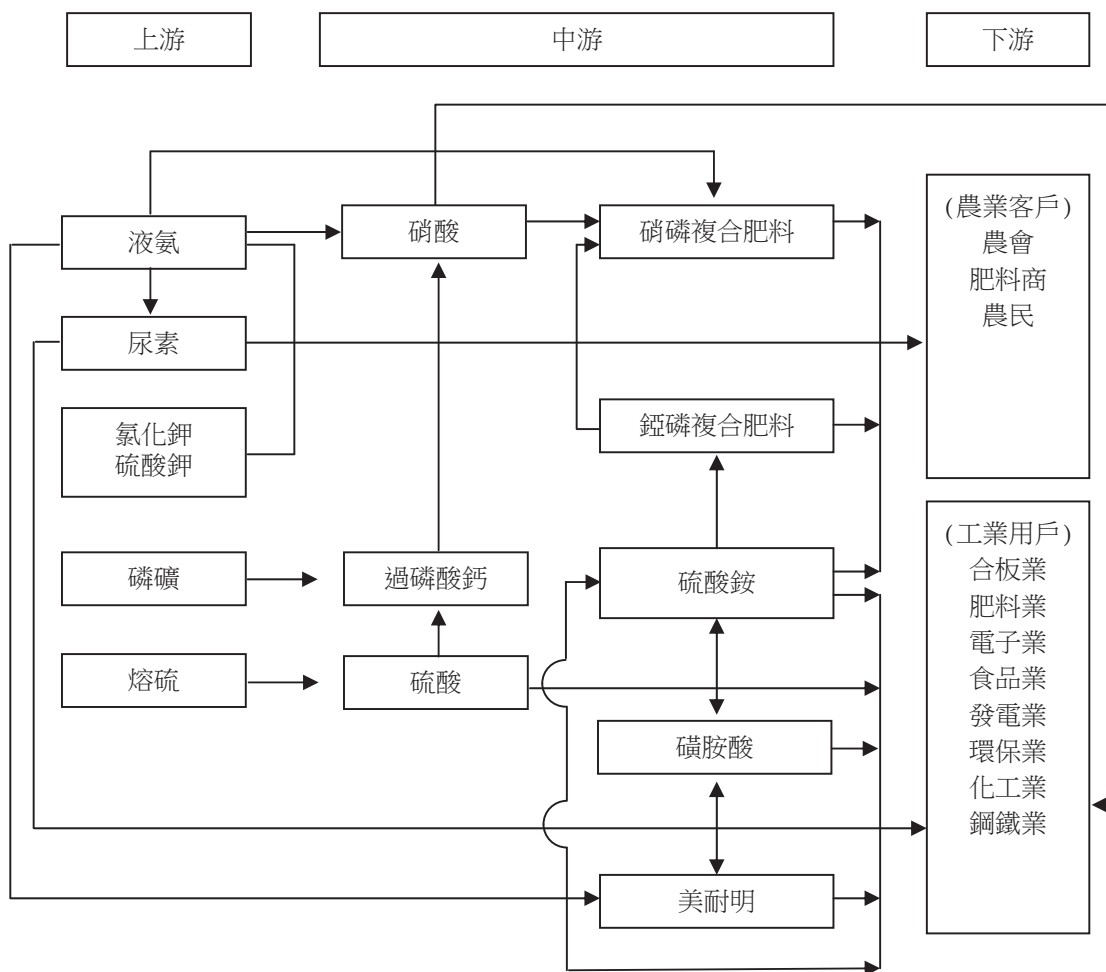 上游
中游
下游
液氨
尿素
氯化鉀
硫酸鉀
磷礦
熔硫
硝酸
過磷酸鈣
硫酸
硝磷複合肥料
錏磷複合肥料
硫酸銨
磺胺酸
美耐明
(農業客戶)
農會
肥料商
農民
(工業用戶)
合板業
肥料業
電子業
食品業
發電業
環保業
化工業
鋼鐵業